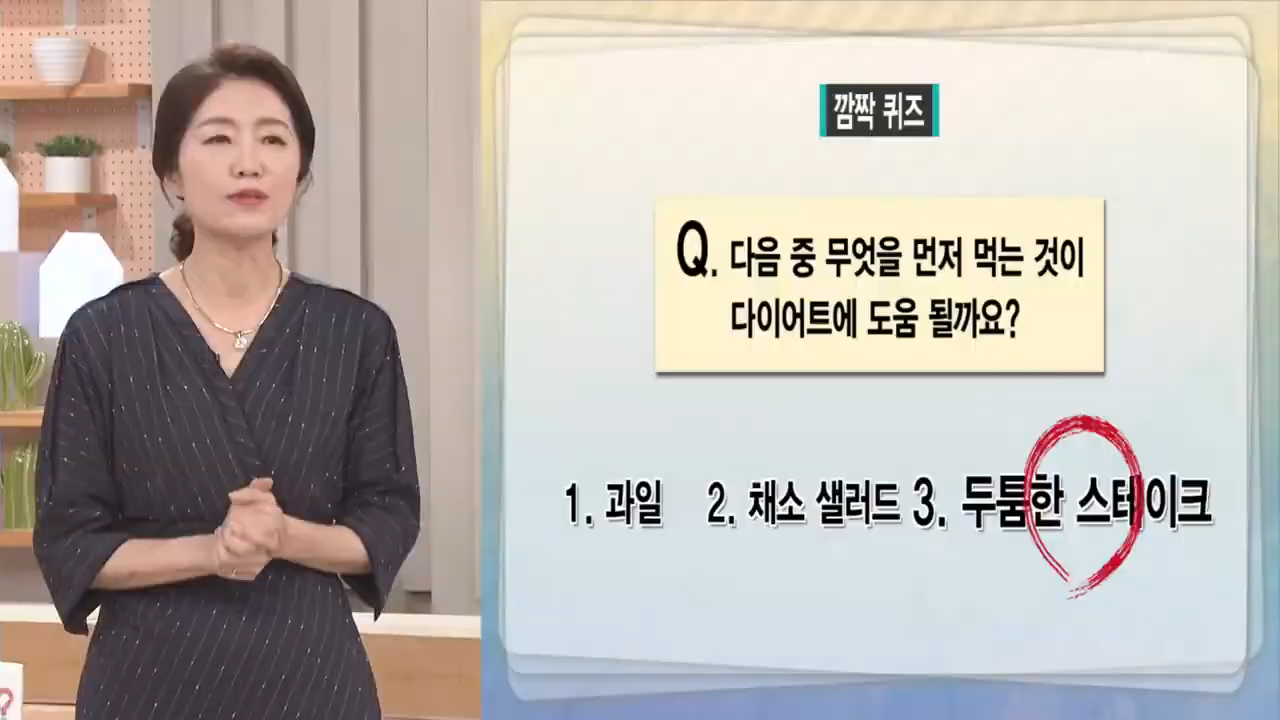 깜짝 퀴즈
Q. 다음 중 무엇을 먼저 먹는 것이
다이어트에 도움 될까요?
1. 과일 2. 채소 샐러드 3. 두툼한 스테이크
?